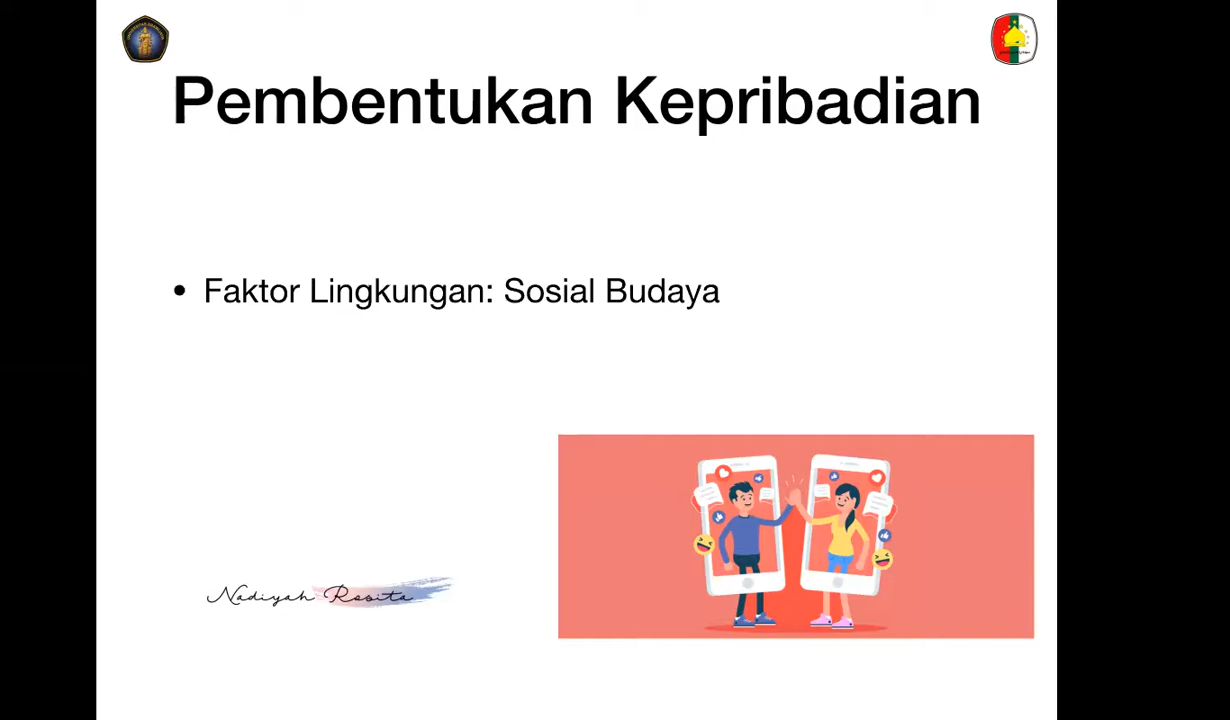 Pembentukan Kepribadian
• Faktor Lingkungan: Sosial Budaya
Nadiyah Rosita